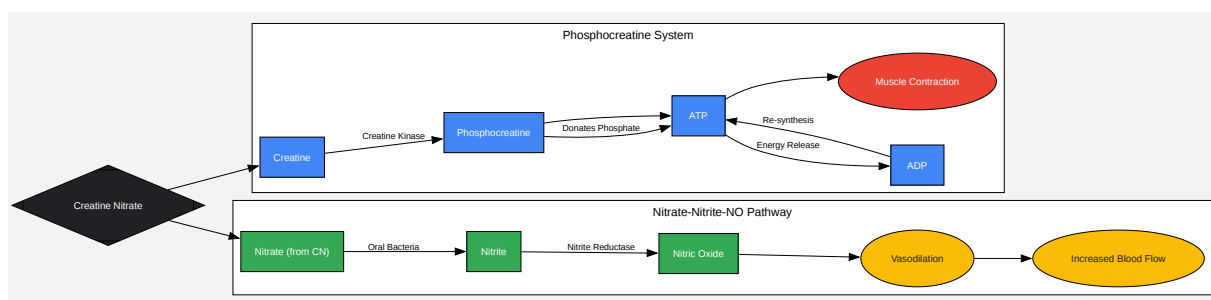 Phosphocreatine System
Muscle Contraction
ATP
Re-synthesis
Creatine Kinase
Phosphocreatine
Donates Phosphate
Energy Release
Creatine
ADP
Creatine Nitrate
Nitrate-Nitrite-NO Pathway
Nitrate (from CN)
Oral Bacteria
Nitrite
Nitrite Reductase
Nitric Oxide
Vasodilation
Increased Blood Flow